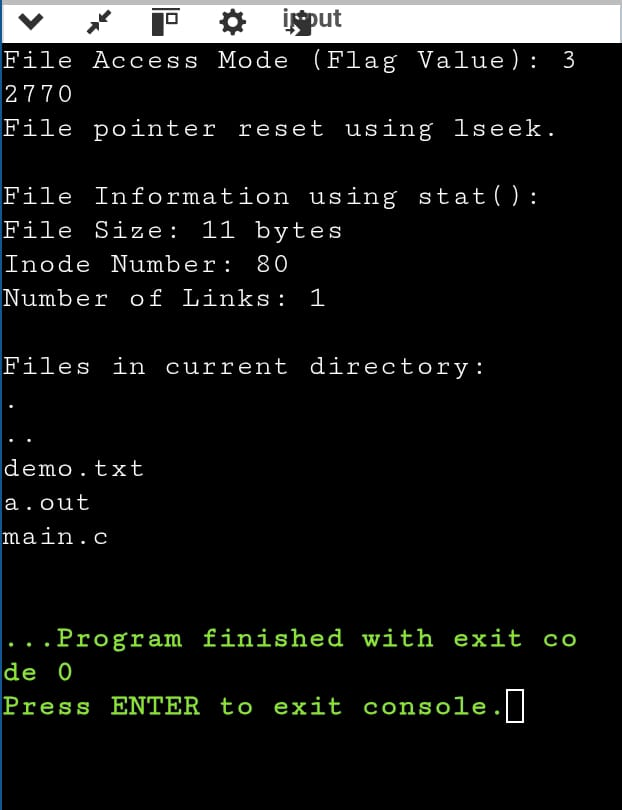 input
File Access Mode (Flag Value): 3
2770
File pointer reset using lseek.
File Information using stat():
File Size: 11 bytes
Inode Number: 80
Number of Links: 1
Files in current directory:
.
..
demo.txt
a.out
main.c
...Program finished with exit co
de 0
Press ENTER to exit console.